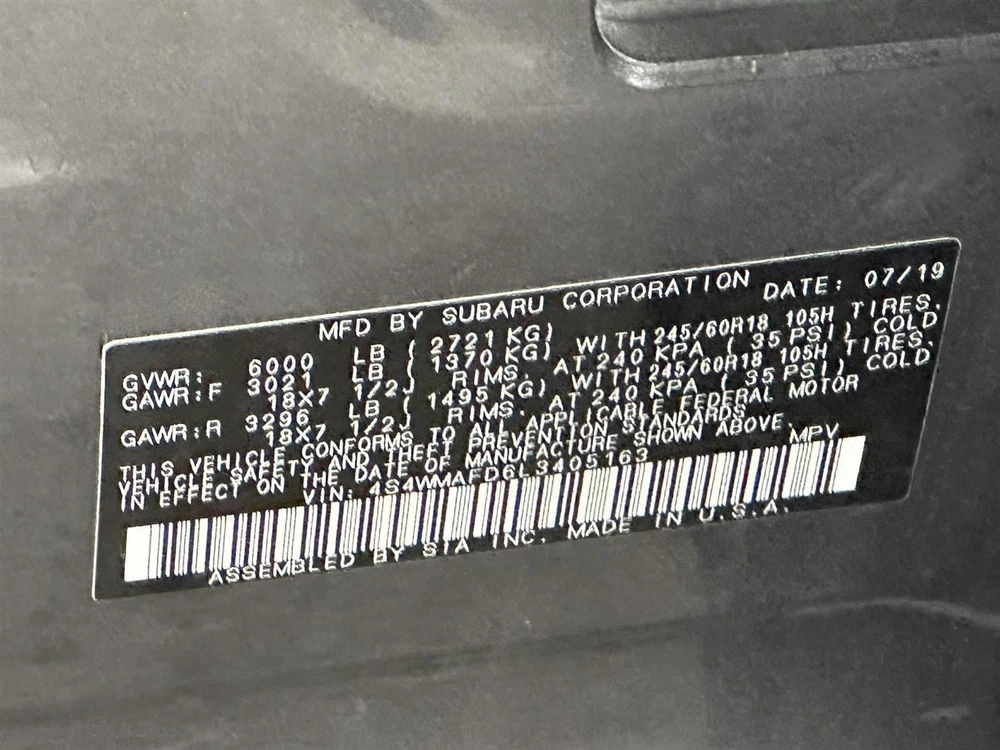 MFD BY SUBARU CORPORATION DATE: 07/19
GVWR: 6000 LB ( 2721 KG)
GAWR:F 3021 LB ( 1370 KG) WITH 245/60R18 105H TIRES,
18X7 1/2J RIMS, AT 240 KPA ( 35 PSI) COLD
GAWR:R 3296 LB ( 1495 KG) WITH 245/60R18 105H TIRES,
18X7 1/2J RIMS, AT 240 KPA ( 35 PSI) COLD
THIS VEHICLE CONFORMS TO ALL APPLICABLE FEDERAL MOTOR
VEHICLE SAFETY AND THEFT PREVENTION STANDARDS
IN EFFECT ON THE DATE OF MANUFACTURE SHOWN ABOVE.
VIN: 4S4WMAFD6L3405163 MPV
ASSEMBLED BY SIA INC. MADE IN U.S.A.